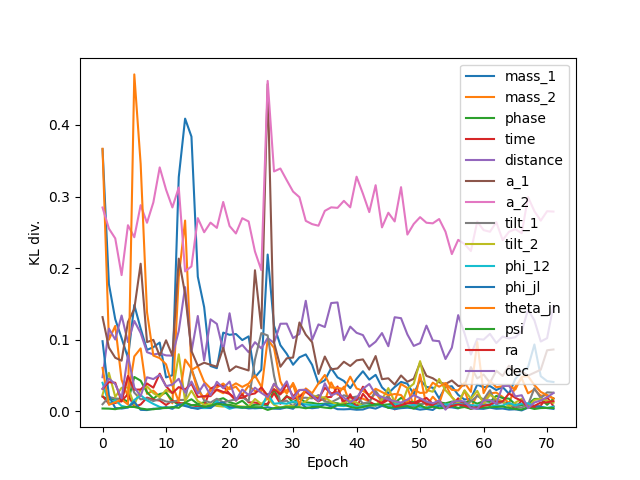 KL div.
0.4
0.3
0.2
0.1
0.0
0 10 20 30 40 50 60 70
Epoch
mass_1
mass_2
phase
time
distance
a_1
a_2
tilt_1
tilt_2
phi_12
phi_jl
theta_jn
psi
ra
dec